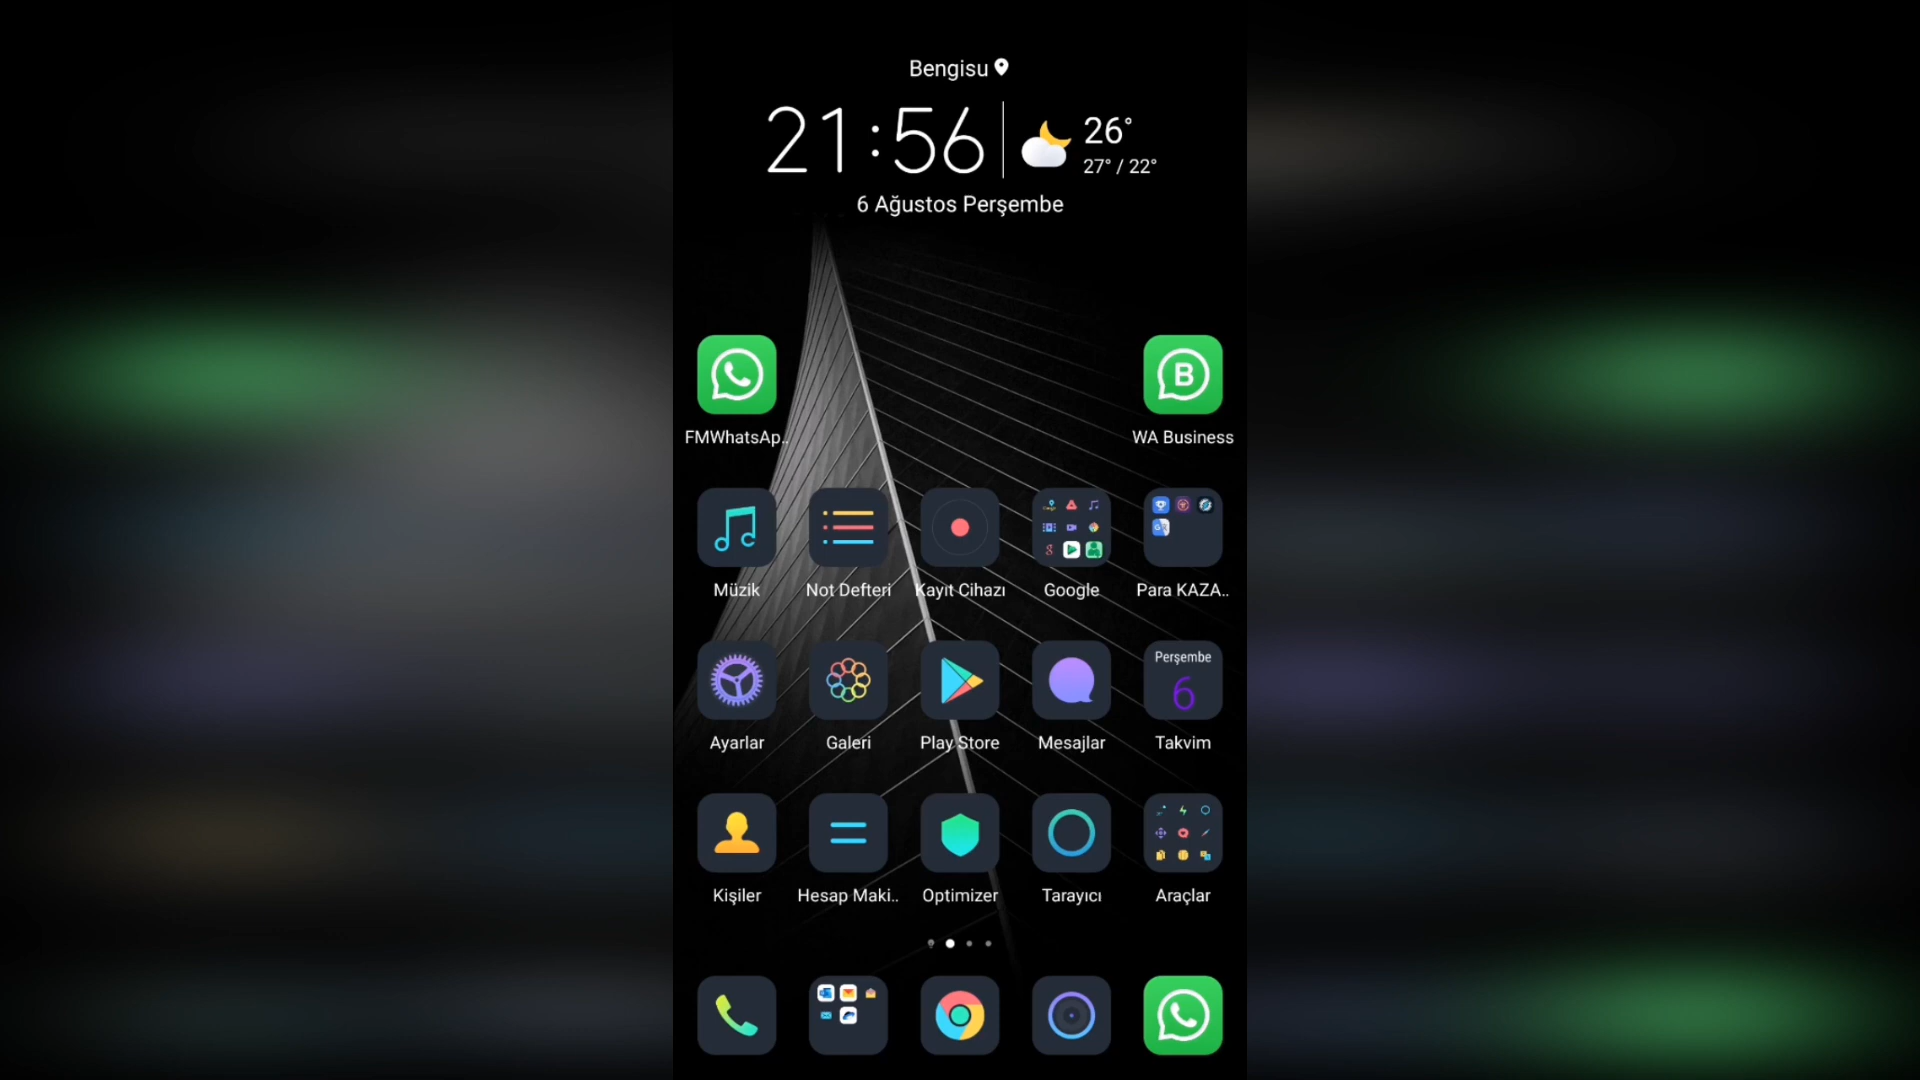 Bengisu
21:56
26°
27° / 22°
6 Ağustos Perşembe
B
FMWhatsAp..
WA Business
Müzik
Not Defteri
Kayıt Cihazı
Google
Para KAZA..
Perşembe
6
Ayarlar
Galeri
Play Store
Mesajlar
Takvim
Kişiler
Hesap Maki..
Optimizer
Tarayıcı
Araçlar